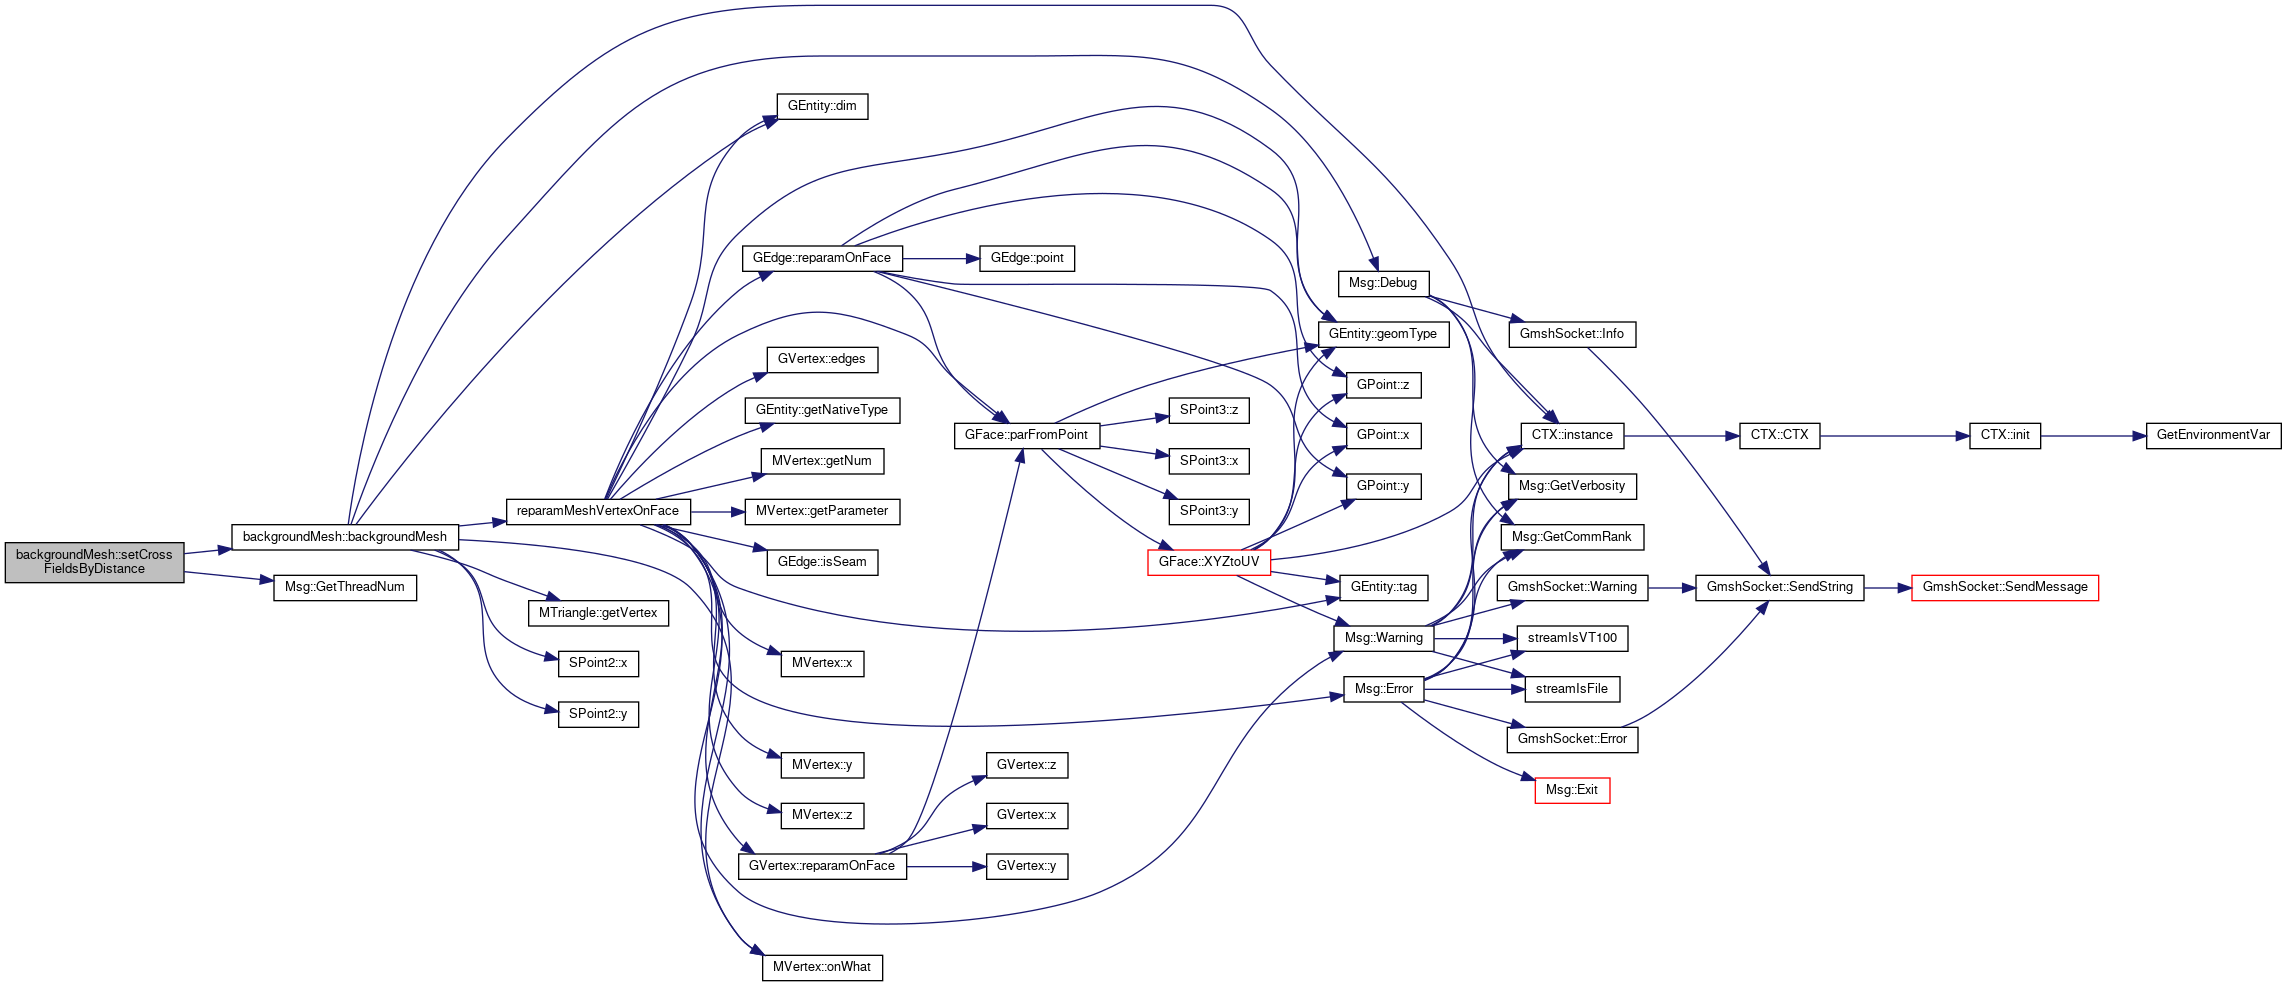 backgroundMesh::setCross
FieldsByDistance
backgroundMesh::backgroundMesh
Msg::GetThreadNum
reparamMeshVertexOnFace
MTriangle::getVertex
SPoint2::x
SPoint2::y
GEntity::dim
GEdge::reparamOnFace
GVertex::edges
GEntity::getNativeType
MVertex::getNum
MVertex::getParameter
GEdge::isSeam
MVertex::x
MVertex::y
MVertex::z
GVertex::reparamOnFace
MVertex::onWhat
GEdge::point
GFace::parFromPoint
GVertex::z
GVertex::x
GVertex::y
SPoint3::z
SPoint3::x
SPoint3::y
GFace::XYZtoUV
Msg::Debug
GEntity::geomType
GPoint::z
GPoint::x
GPoint::y
GEntity::tag
Msg::Warning
Msg::Error
GmshSocket::Info
CTX::instance
Msg::GetVerbosity
Msg::GetCommRank
GmshSocket::Warning
streamIsVT100
streamIsFile
GmshSocket::Error
Msg::Exit
CTX::CTX
GmshSocket::SendString
CTX::init
GmshSocket::SendMessage
GetEnvironmentVar